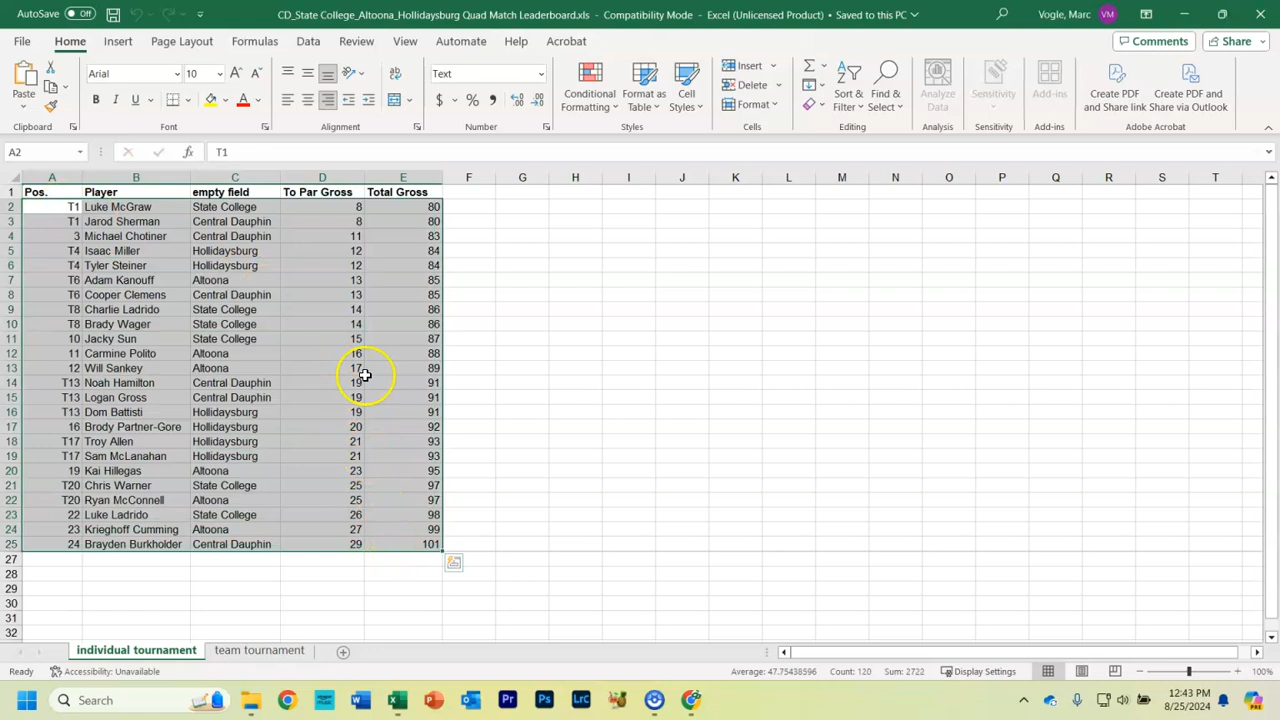 AutoSave Off CD_State College_Altoona_Hollidaysburg Quad Match Leaderboard.xls - Compatibility Mode - Excel (Unlicensed Product) • Saved to this PC Vogle, Marc VM
File Home Insert Page Layout Formulas Data Review View Automate Help Acrobat Comments Share
Paste Arial 10 B I U Text $ % Conditional Formatting Format as Table Cell Styles Insert Delete Format Sort & Filter Find & Select Analyze Data Sensitivity Add-ins Create PDF and Share link Create PDF and Share via Outlook
Clipboard Font Alignment Number Styles Cells Editing Analysis Sensitivity Add-ins Adobe Acrobat
A2 fx T1
A B C D E F G H I J K L M N O P Q R S T
1 Pos. Player empty field To Par Gross Total Gross
2 T1 Luke McGraw State College 8 80
3 T1 Jarod Sherman Central Dauphin 8 80
4 3 Michael Chotiner Central Dauphin 11 83
5 T4 Isaac Miller Hollidaysburg 12 84
6 T4 Tyler Steiner Hollidaysburg 12 84
7 T6 Adam Kanouff Altoona 13 85
8 T6 Cooper Clemens Central Dauphin 13 85
9 T8 Charlie Ladrido State College 14 86
10 T8 Brady Wager State College 14 86
11 10 Jacky Sun State College 15 87
12 11 Carmine Polito Altoona 16 88
13 12 Will Sankey Altoona 17 89
14 T13 Noah Hamilton Central Dauphin 19 91
15 T13 Logan Gross Central Dauphin 19 91
16 T13 Dom Battisti Hollidaysburg 19 91
17 16 Brody Partner-Gore Hollidaysburg 20 92
18 T17 Troy Allen Hollidaysburg 21 93
19 T17 Sam McLanahan Hollidaysburg 21 93
20 19 Kai Hillegas Altoona 23 95
21 T20 Chris Warner State College 25 97
22 T20 Ryan McConnell Altoona 25 97
23 22 Luke Ladrido State College 26 98
24 23 Krieghoff Cumming Altoona 27 99
25 24 Brayden Burkholder Central Dauphin 29 101
27
28
29
30
31
32
individual tournament team tournament
Ready Accessibility: Unavailable Average: 47.75438596 Count: 120 Sum: 2722 Display Settings 100%
Search 12:43 PM
8/25/2024